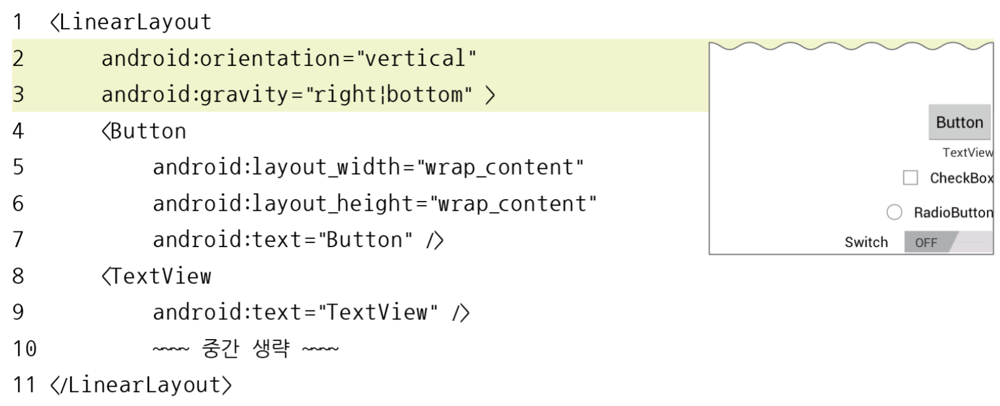 1 <LinearLayout
2 android:orientation="vertical"
3 android:gravity="right|bottom" >
4 <Button
5 android:layout_width="wrap_content"
6 android:layout_height="wrap_content"
7 android:text="Button" />
8 <TextView
9 android:text="TextView" />
10 ~~~~ 중간 생략 ~~~~
11 </LinearLayout>
Button
TextView
CheckBox
RadioButton
Switch OFF